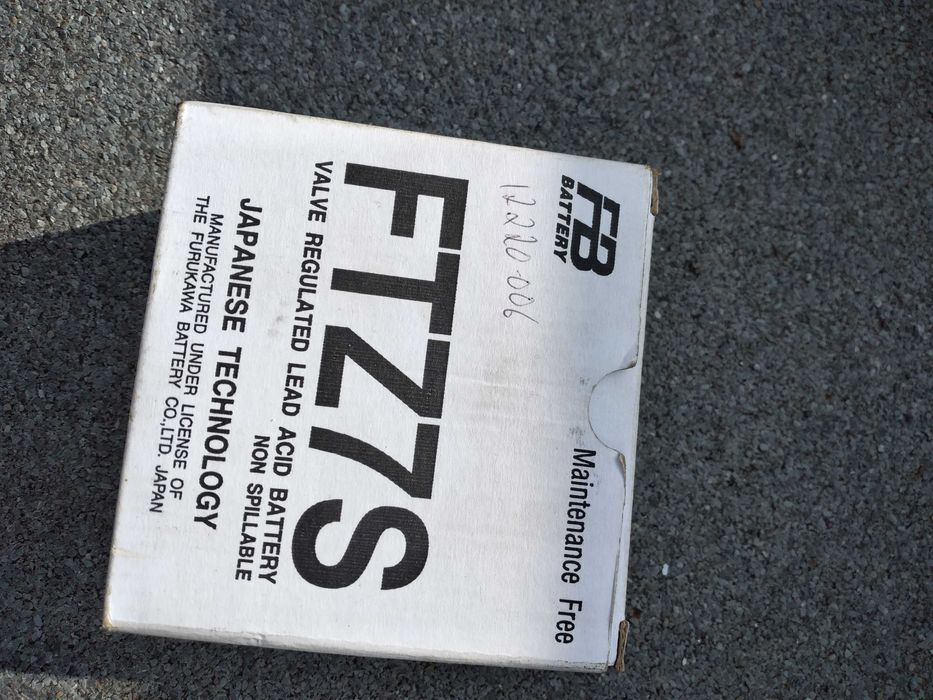 FB
BATTERY
Maintenance Free
12220-006
FTZ7S
VALVE REGULATED LEAD ACID BATTERY
NON SPILLABLE
JAPANESE TECHNOLOGY
MANUFACTURED UNDER LICENSE OF
THE FURUKAWA BATTERY CO.,LTD. JAPAN